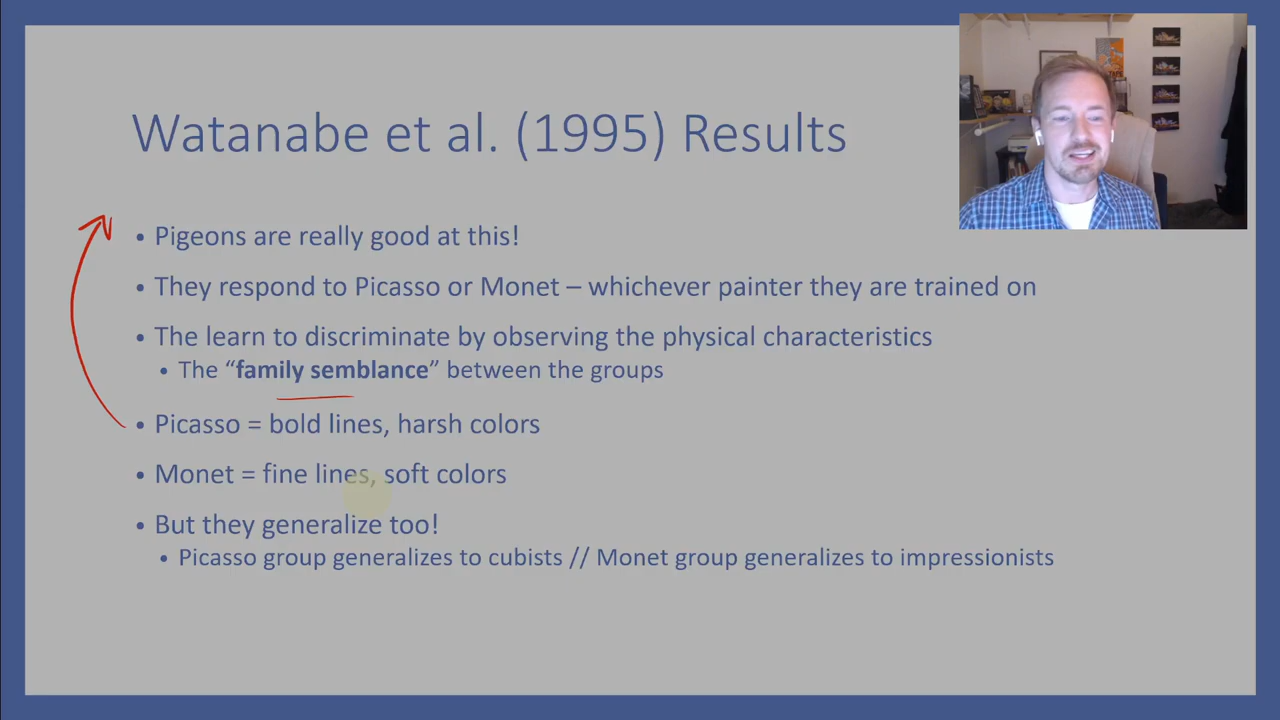 Watanabe et al. (1995) Results
• Pigeons are really good at this!
• They respond to Picasso or Monet – whichever painter they are trained on
• The learn to discriminate by observing the physical characteristics
• The “family semblance” between the groups
• Picasso = bold lines, harsh colors
• Monet = fine lines, soft colors
• But they generalize too!
• Picasso group generalizes to cubists // Monet group generalizes to impressionists